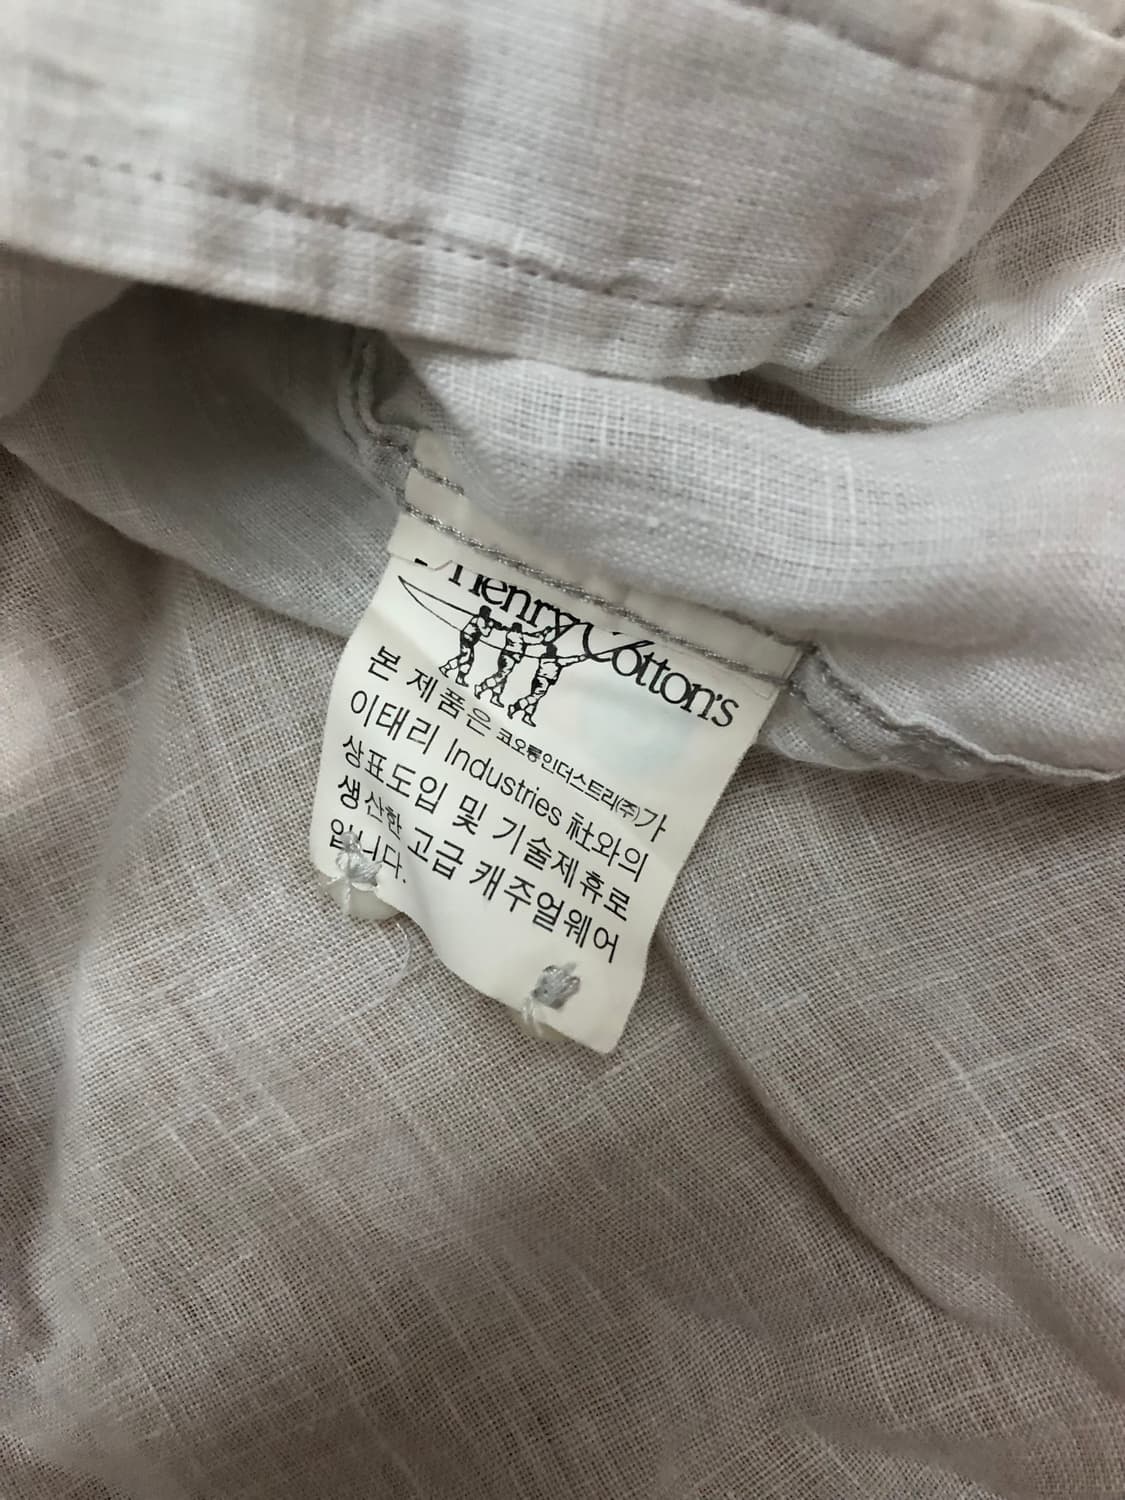 Henry Cotton's
본 제품은 코오롱인더스트리(주)가
이태리 Industries 社와의
상표도입 및 기술제휴로
생산한 고급 캐주얼웨어
입니다.